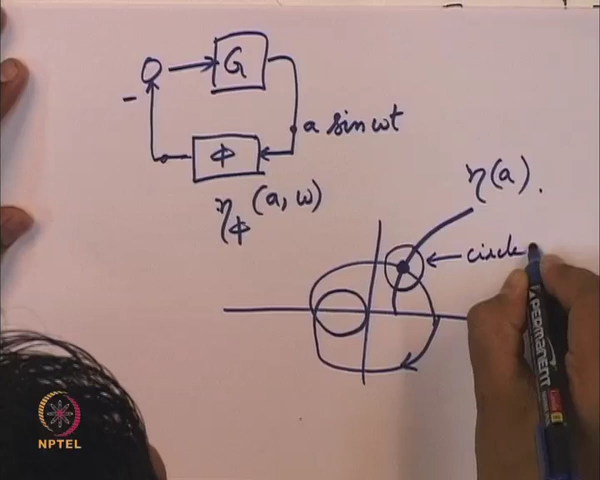 G
−
a sin ωt
ϕ
η_ϕ (a, ω)
η(a).
circle
PERMANENT
NPTEL